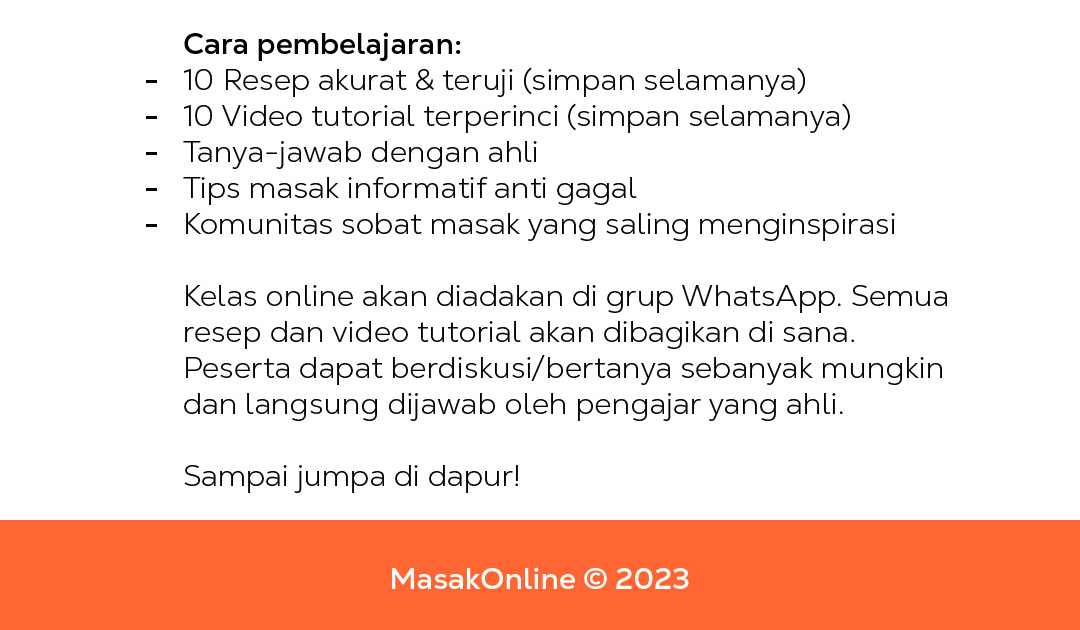 Cara pembelajaran:
- 10 Resep akurat & teruji (simpan selamanya)
- 10 Video tutorial terperinci (simpan selamanya)
- Tanya-jawab dengan ahli
- Tips masak informatif anti gagal
- Komunitas sobat masak yang saling menginspirasi
Kelas online akan diadakan di grup WhatsApp. Semua
resep dan video tutorial akan dibagikan di sana.
Peserta dapat berdiskusi/bertanya sebanyak mungkin
dan langsung dijawab oleh pengajar yang ahli.
Sampai jumpa di dapur!
MasakOnline © 2023